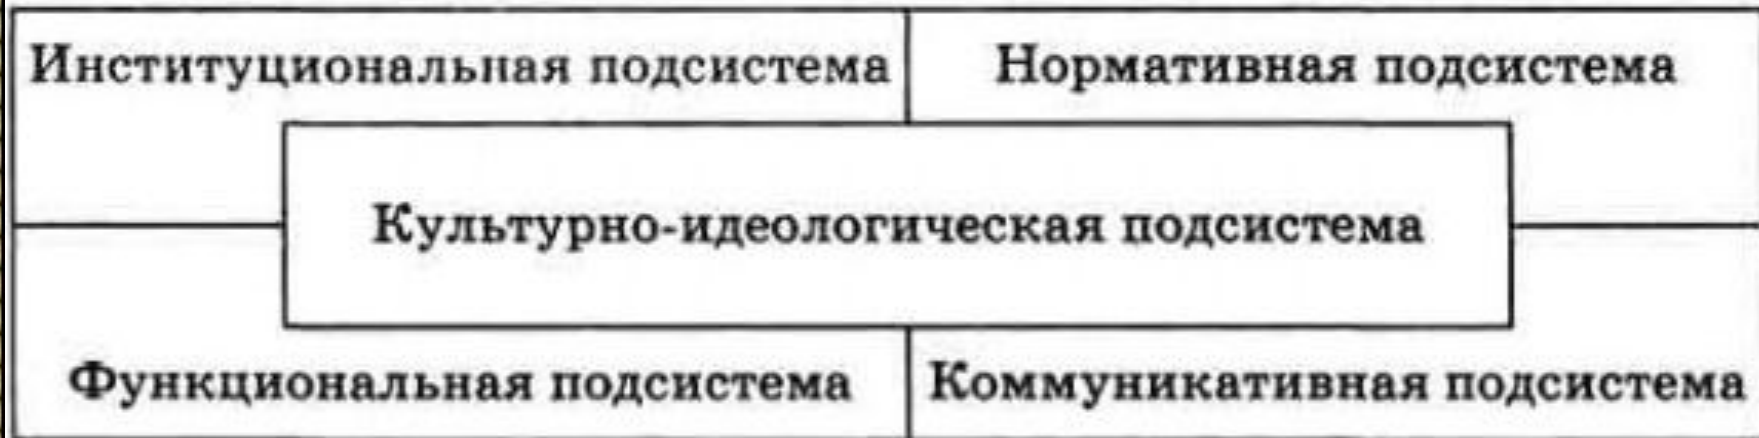 Институциональная подсистема
Нормативная подсистема
Культурно-идеологическая подсистема
Функциональная подсистема
Коммуникативная подсистема